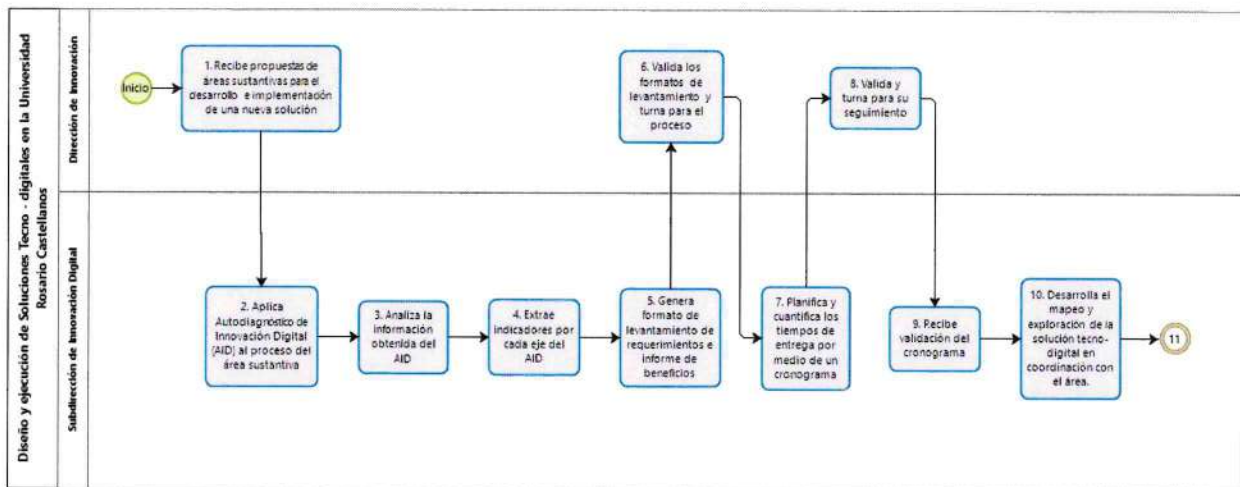 Diseño y ejecución de Soluciones Tecno - digitales en la Universidad
Rosario Castellanos
Dirección de Innovación
Inicio
1. Recibe propuestas de
áreas sustantivas para el
desarrollo e implementación
de una nueva solución
6. Valida los
formatos de
levantamiento y
turna para el
proceso
8. Valida y
turna para su
seguimiento
Subdirección de Innovación Digital
2. Aplica
Autodiagnóstico de
Innovación Digital
(AID) al proceso del
área sustantiva
3. Analiza la
información
obtenida del
AID
4. Extrae
indicadores por
cada eje del
AID
5. Genera
formato de
levantamiento de
requerimientos e
informe de
beneficios
7. Planifica y
cuantifica los
tiempos de
entrega por
medio de un
cronograma
9. Recibe
validación del
cronograma
10. Desarrolla el
mapeo y
exploración de la
solución tecno-
digital en
coordinación con
el área.
11